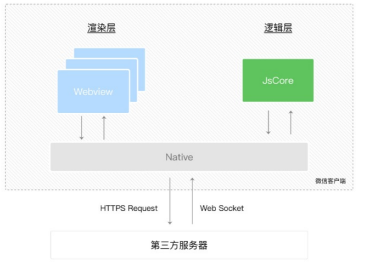 渲染层
逻辑层
Webview
JsCore
Native
微信客户端
HTTPS Request
Web Socket
第三方服务器